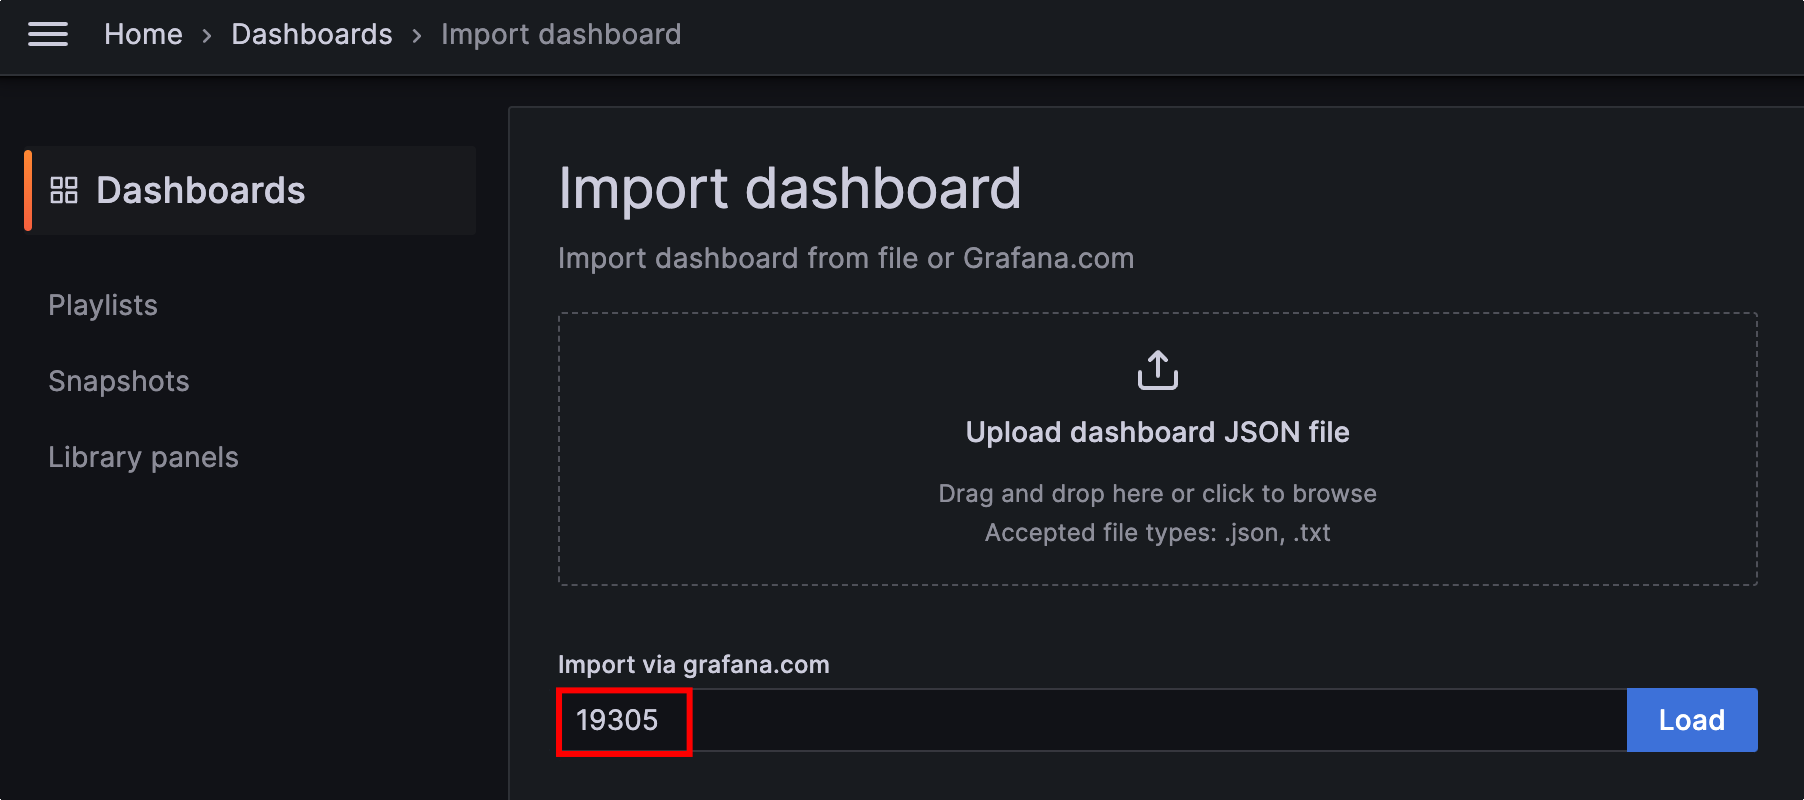 Home › Dashboards › Import dashboard
Dashboards
Playlists
Snapshots
Library panels
Import dashboard
Import dashboard from file or Grafana.com
Upload dashboard JSON file
Drag and drop here or click to browse
Accepted file types: .json, .txt
Import via grafana.com
19305
Load